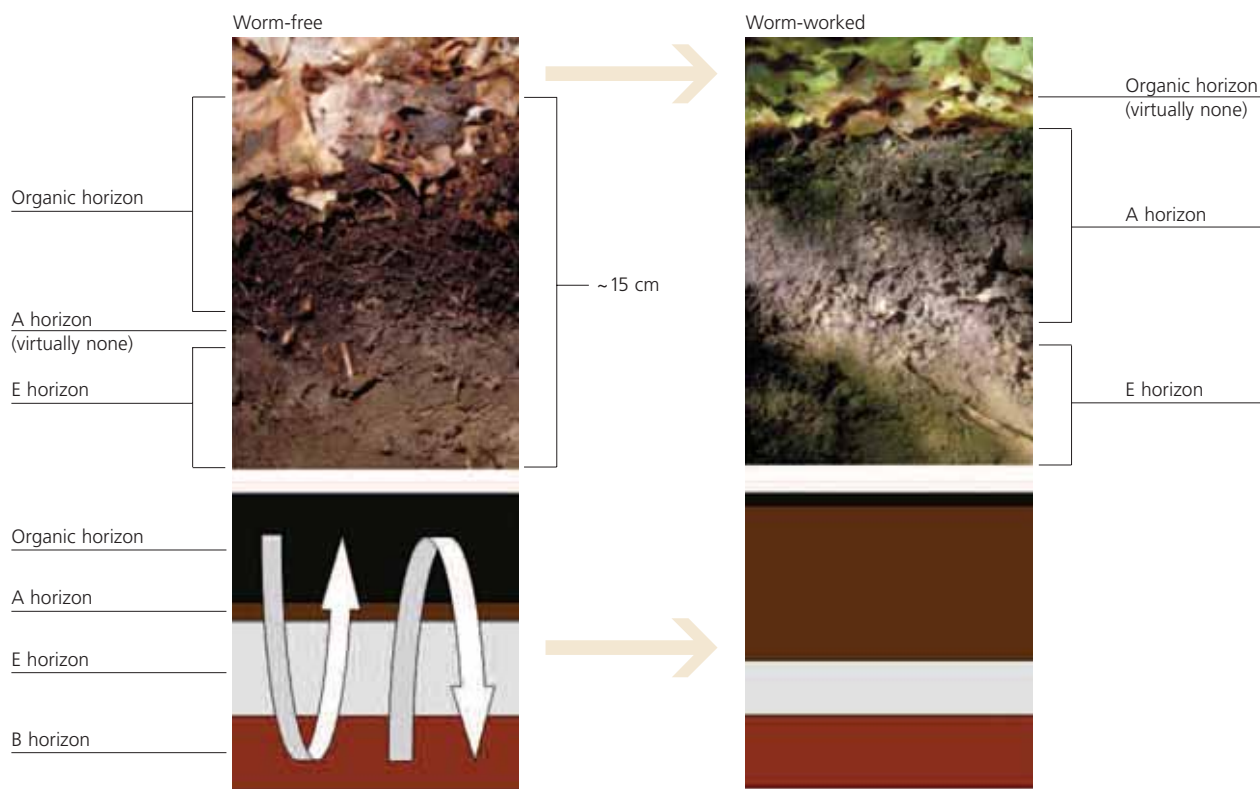 Worm-free
Worm-worked
Organic horizon
A horizon
(virtually none)
E horizon
~15 cm
Organic horizon
(virtually none)
A horizon
E horizon
Organic horizon
A horizon
E horizon
B horizon